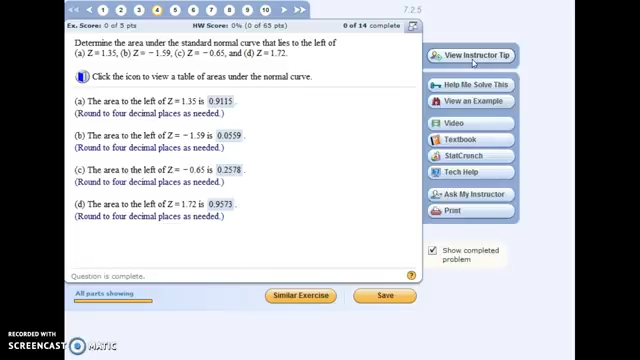 1 2 3 4 5 6 7 8 9 10 7.2.5
Ex. Score: 0 of 5 pts HW Score: 0% (0 of 65 pts) 0 of 14 complete
Determine the area under the standard normal curve that lies to the left of
(a) Z = 1.35, (b) Z = − 1.59, (c) Z = − 0.65, and (d) Z = 1.72.
Click the icon to view a table of areas under the normal curve.
(a) The area to the left of Z = 1.35 is 0.9115.
(Round to four decimal places as needed.)
(b) The area to the left of Z = − 1.59 is 0.0559.
(Round to four decimal places as needed.)
(c) The area to the left of Z = − 0.65 is 0.2578.
(Round to four decimal places as needed.)
(d) The area to the left of Z = 1.72 is 0.9573.
(Round to four decimal places as needed.)
Question is complete.
?
All parts showing
Similar Exercise
Save
View Instructor Tip
Help Me Solve This
View an Example
Video
Textbook
StatCrunch
Tech Help
Ask My Instructor
Print
Show completed
problem
RECORDED WITH
SCREENCAST MATIC